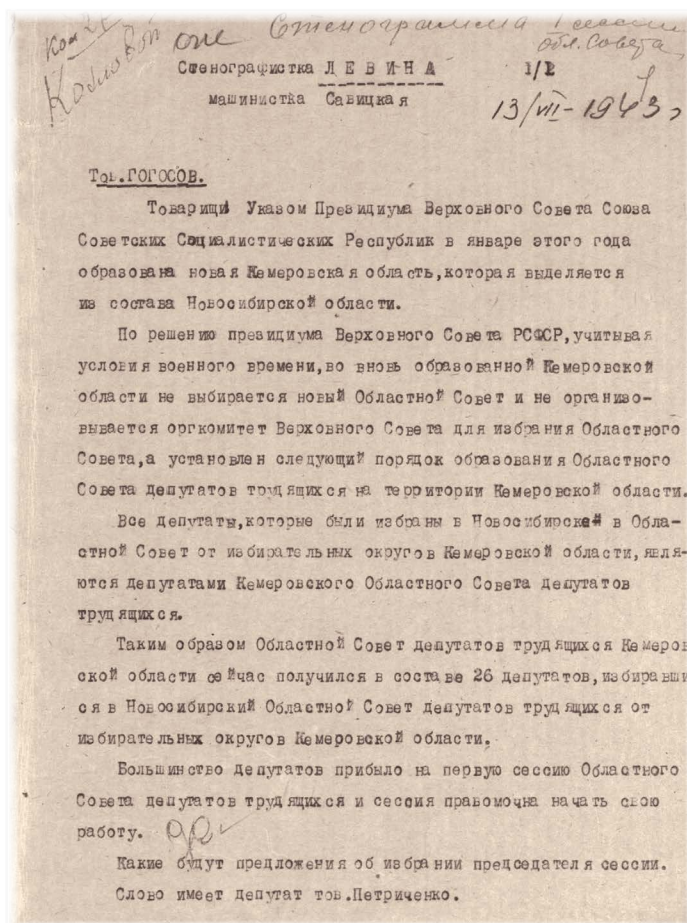 Стенограмма I сессии
обл. Совета
Стенографистка ЛЕВИНА 1/1
машинистка Савицкая
13/VII-1943 г
Тов.ГОГОСОВ.
Товарищи! Указом Президиума Верховного Совета Союза
Советских Социалистических Республик в январе этого года
образована новая Кемеровская область,которая выделяется
из состава Новосибирской области.
По решению президиума Верховного Совета РСФСР,учитывая
условия военного времени,во вновь образованной Кемеровской
области не выбирается новый Областной Совет и не организо-
вывается оргкомитет Верховного Совета для избрания Областного
Совета,а установлен следующий порядок образования Областного
Совета депутатов трудящихся на территории Кемеровской области.
Все депутаты,которые были избраны в Новосибирске в Обла-
стной Совет от избирательных округов Кемеровской области,явля-
ются депутатами Кемеровского Областного Совета депутатов
трудящихся.
Таким образом Областной Совет депутатов трудящихся Кемеров
ской области сейчас получился в составе 26 депутатов,избиравши
ся в Новосибирский Областной Совет депутатов трудящихся от
избирательных округов Кемеровской области.
Большинство депутатов прибыло на первую сессию Областного
Совета депутатов трудящихся и сессия правомочна начать свою
работу.
Какие будут предложения об избрании председателя сессии.
Слово имеет депутат тов.Петриченко.